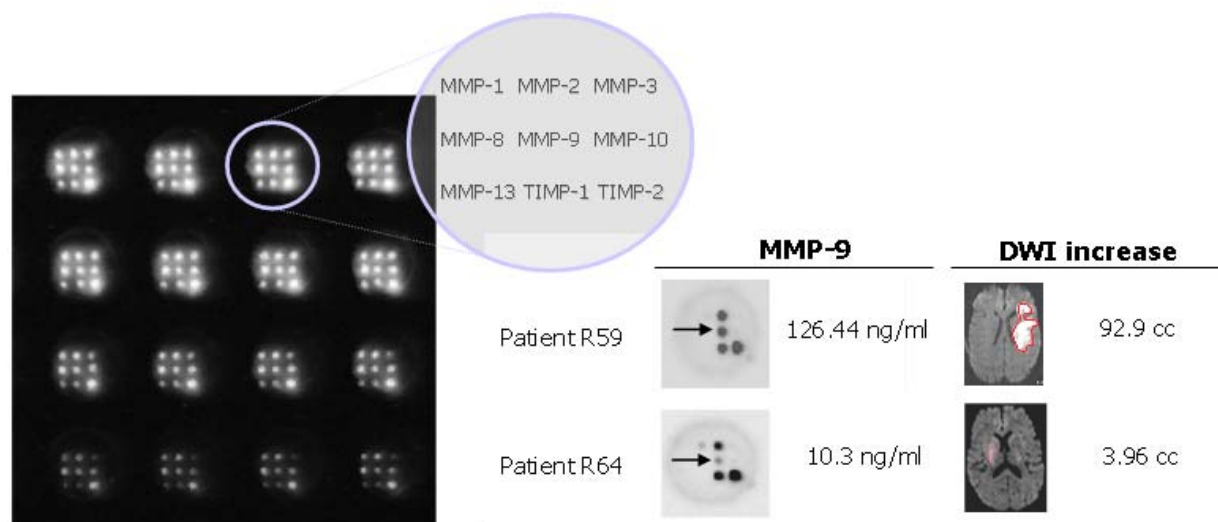 MMP-1 MMP-2 MMP-3
MMP-8 MMP-9 MMP-10
MMP-13 TIMP-1 TIMP-2
MMP-9 DWI increase
Patient R59 126.44 ng/ml 92.9 cc
Patient R64 10.3 ng/ml 3.96 cc